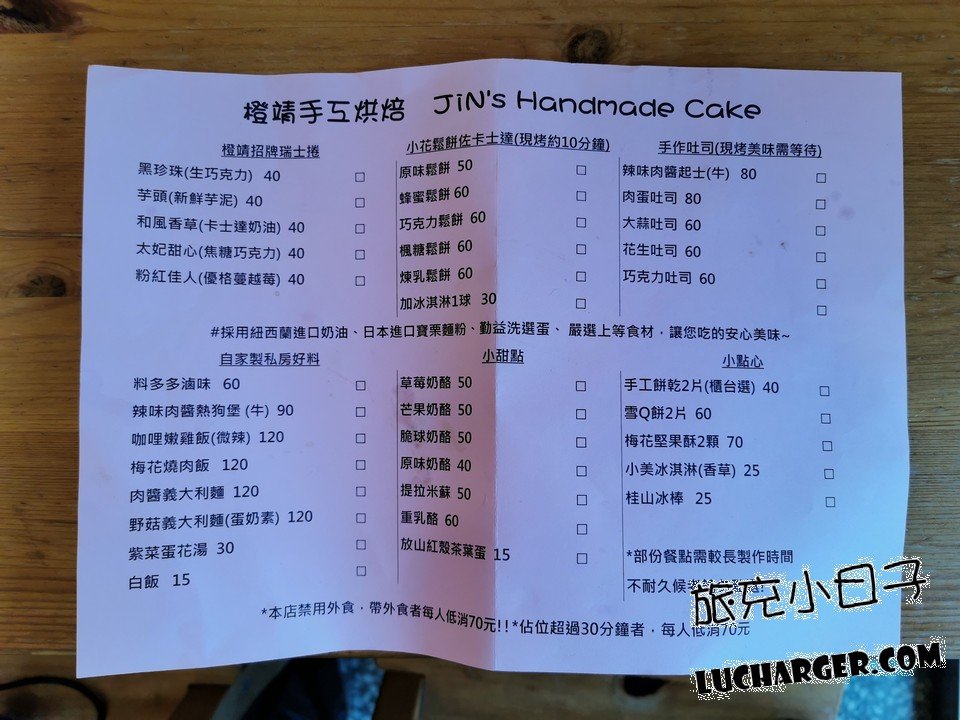 橙靖手互烘焙 JiN's Handmade Cake
橙靖招牌瑞士捲
黑珍珠(生巧克力) 40 □
芋頭(新鮮芋泥) 40 □
和風香草(卡士達奶油) 40 □
太妃甜心(焦糖巧克力) 40 □
粉紅佳人(優格蔓越莓) 40 □
小花鬆餅佐卡士達(現烤約10分鐘)
原味鬆餅 50 □
蜂蜜鬆餅 60 □
巧克力鬆餅 60 □
楓糖鬆餅 60 □
煉乳鬆餅 60 □
加冰淇淋1球 30 □
手作吐司(現烤美味需等待)
辣味肉醬起士(牛) 80 □
肉蛋吐司 80 □
大蒜吐司 60 □
花生吐司 60 □
巧克力吐司 60 □
□
#採用紐西蘭進口奶油、日本進口寶栗麵粉、勤益洗選蛋、 嚴選上等食材，讓您吃的安心美味~
自家製私房好料
料多多滷味 60 □
辣味肉醬熱狗堡 (牛) 90 □
咖哩嫩雞飯(微辣) 120 □
梅花燒肉飯 120 □
肉醬義大利麵 120 □
野菇義大利麵(蛋奶素) 120 □
紫菜蛋花湯 30 □
白飯 15 □
小甜點
草莓奶酪 50 □
芒果奶酪 50 □
脆球奶酪 50 □
原味奶酪 40 □
提拉米蘇 50 □
重乳酪 60 □
放山紅殼茶葉蛋 15 □
小點心
手工餅乾2片(櫃台選) 40 □
雪Q餅2片 60 □
梅花堅果酥2顆 70 □
小美冰淇淋(香草) 25 □
桂山冰棒 25 □
*部份餐點需較長製作時間
不耐久候
*本店禁用外食，帶外食者每人低消70元!!*佔位超過30分鐘者，每人低消70元
旅充小日子
LUCHARGER.COM